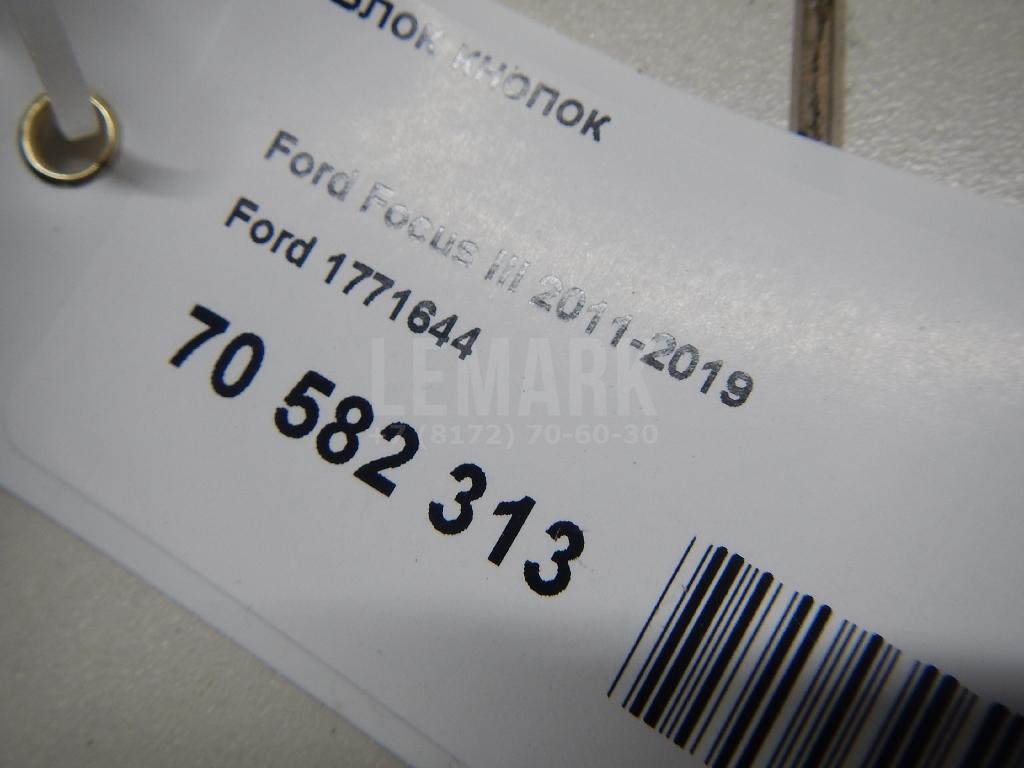 Блок кнопок
Ford Focus III 2011-2019
Ford 1771644
70 582 313
LEMARK
+7 (8172) 70-60-30